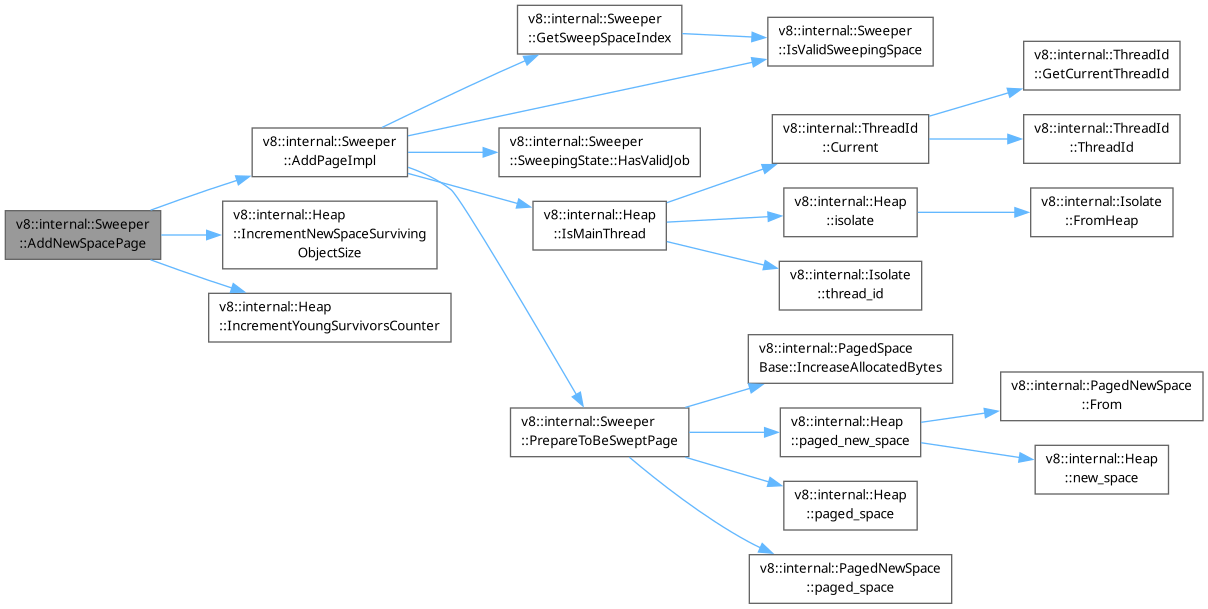 v8::internal::Sweeper
::AddNewSpacePage
v8::internal::Sweeper
::AddPageImpl
v8::internal::Heap
::IncrementNewSpaceSurviving
ObjectSize
v8::internal::Heap
::IncrementYoungSurvivorsCounter
v8::internal::Sweeper
::GetSweepSpaceIndex
v8::internal::Sweeper
::SweepingState::HasValidJob
v8::internal::Heap
::IsMainThread
v8::internal::Sweeper
::PrepareToBeSweptPage
v8::internal::Sweeper
::IsValidSweepingSpace
v8::internal::ThreadId
::Current
v8::internal::Heap
::isolate
v8::internal::Isolate
::thread_id
v8::internal::PagedSpace
Base::IncreaseAllocatedBytes
v8::internal::Heap
::paged_new_space
v8::internal::Heap
::paged_space
v8::internal::PagedNewSpace
::paged_space
v8::internal::ThreadId
::GetCurrentThreadId
v8::internal::ThreadId
::ThreadId
v8::internal::Isolate
::FromHeap
v8::internal::PagedNewSpace
::From
v8::internal::Heap
::new_space